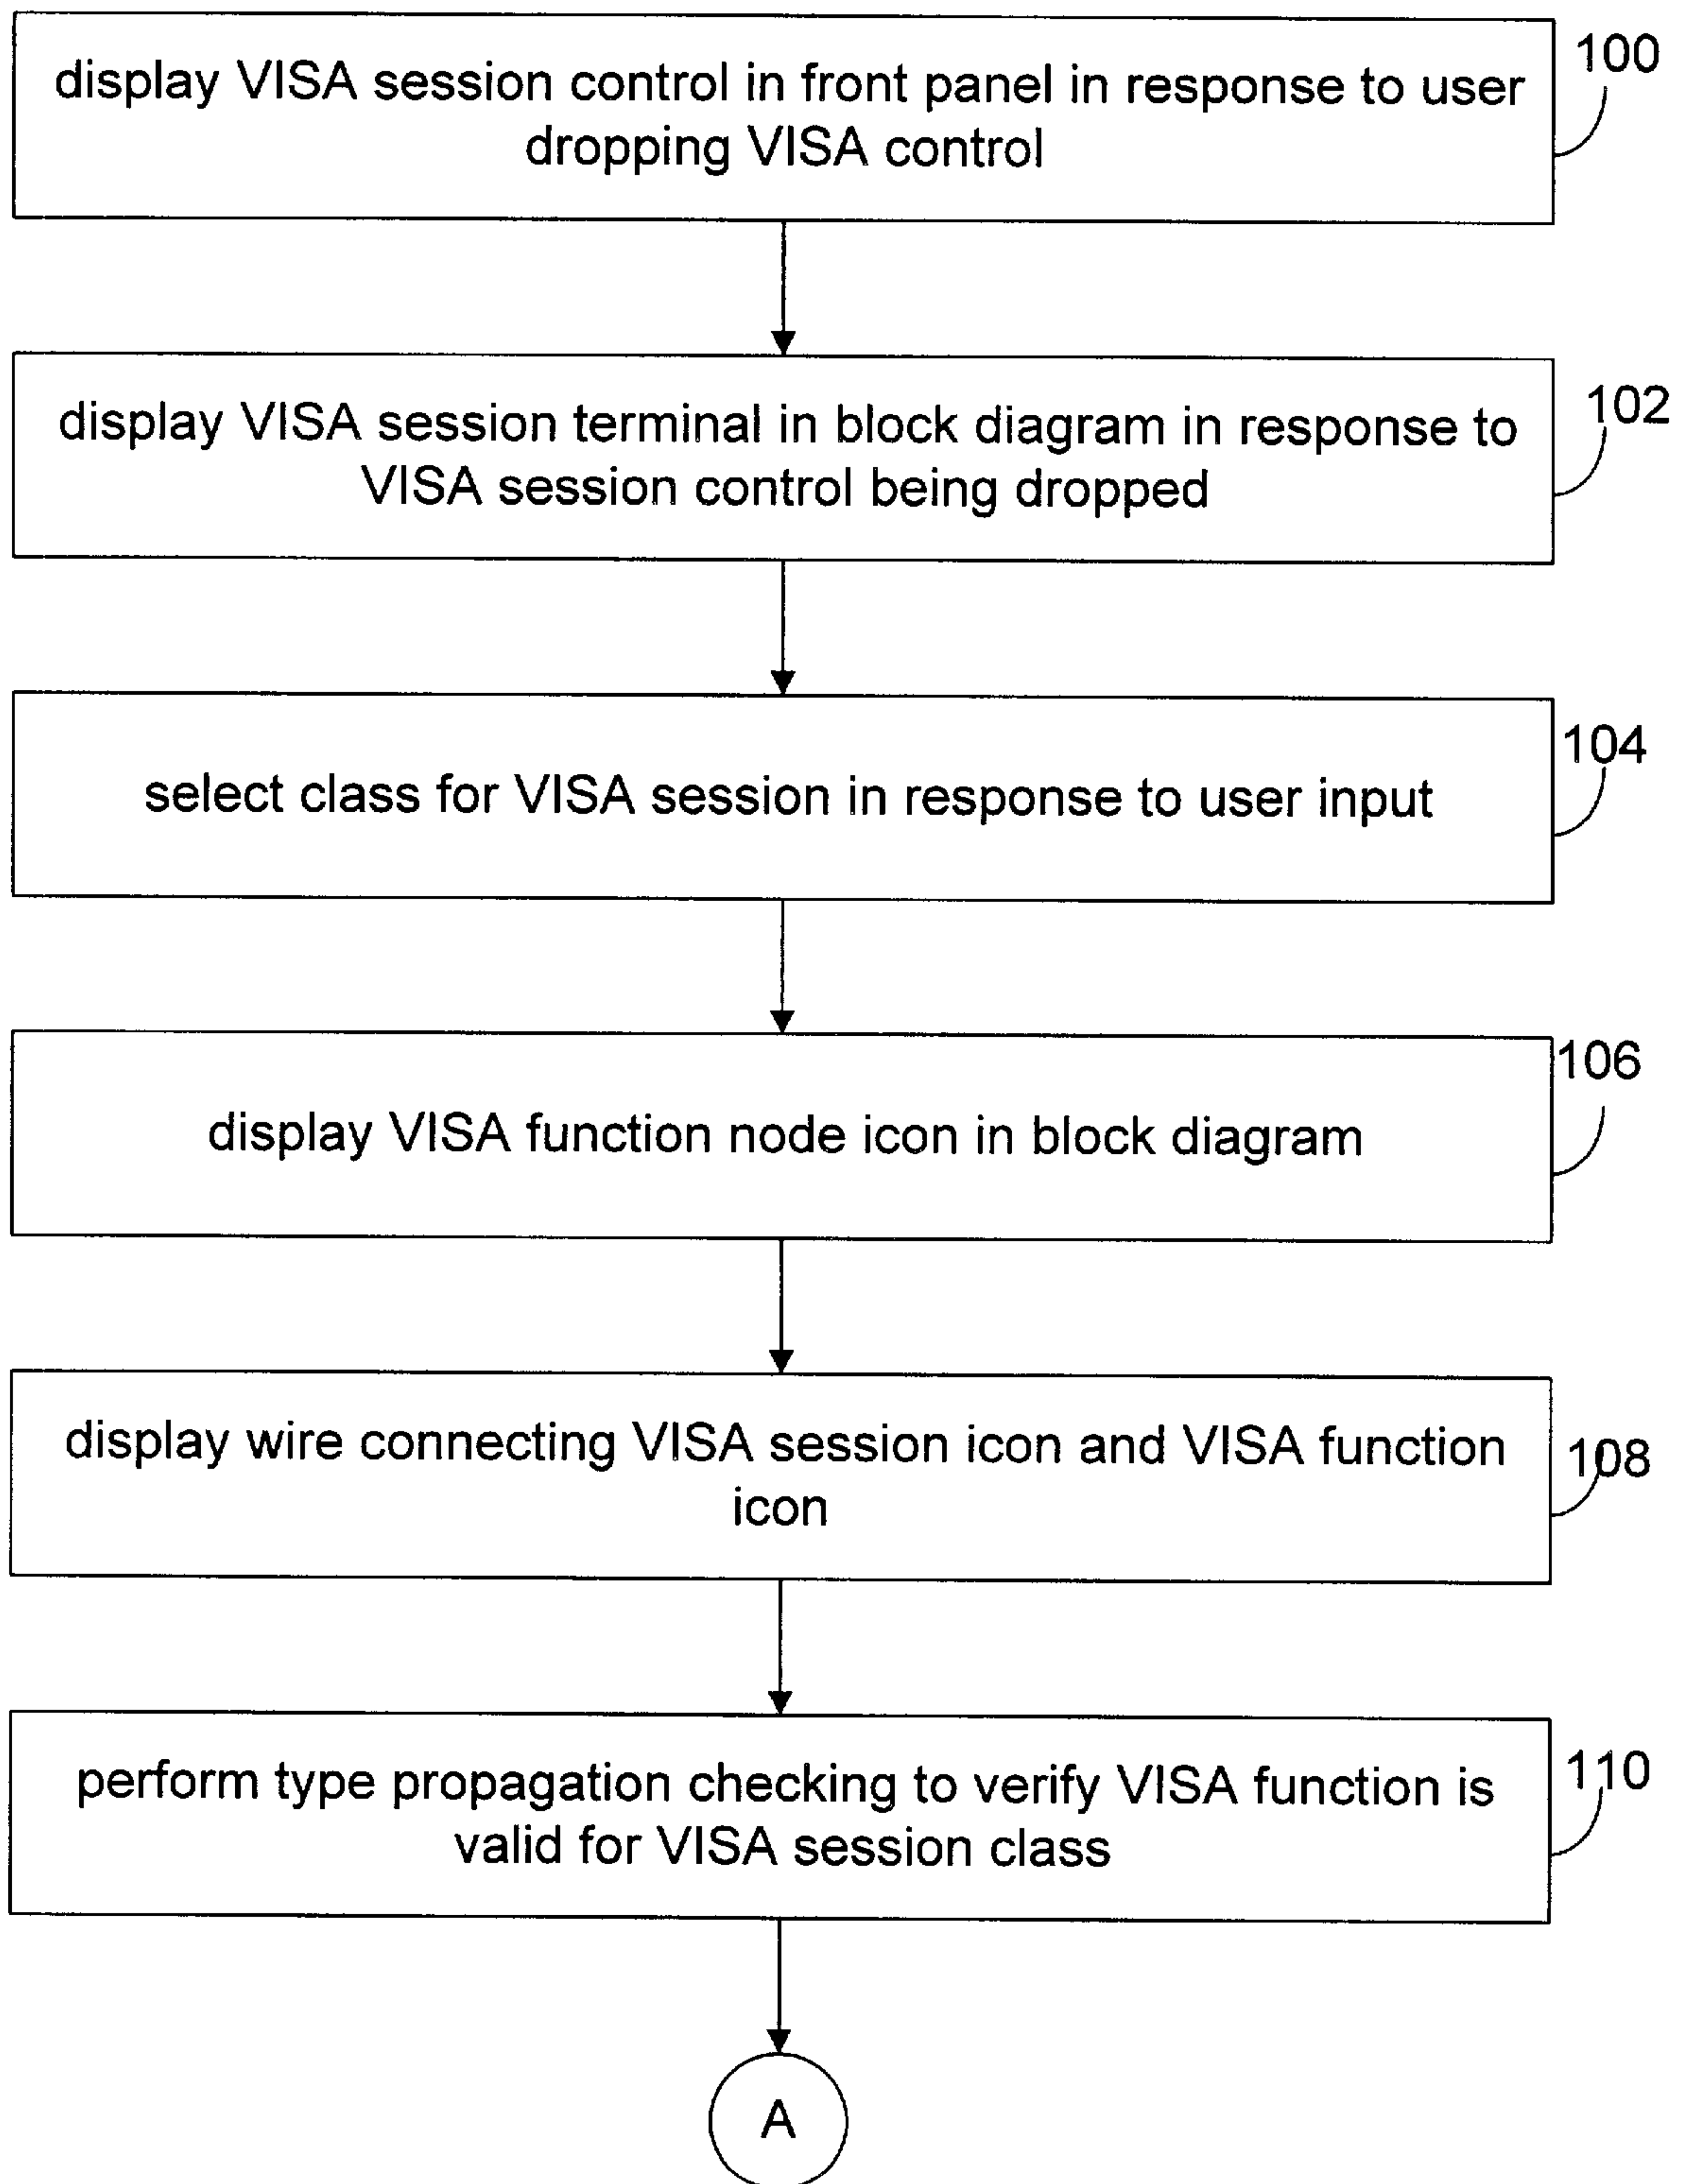 100
display VISA session control in front panel in response to user
dropping VISA control
102
display VISA session terminal in block diagram in response to
VISA session control being dropped
104
select class for VISA session in response to user input
106
display VISA function node icon in block diagram
display wire connecting VISA session icon and VISA function
108
icon
110
perform type propagation checking to verify VISA function is
valid for VISA session class
A